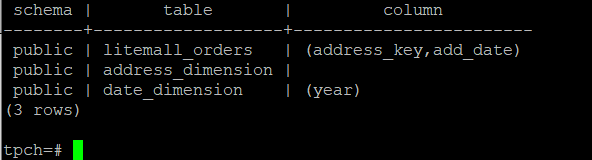 schema | table | column
--------+-------------------+-------------------------
public | litemall_orders | (address_key,add_date)
public | address_dimension |
public | date_dimension | (year)
(3 rows)
tpch=#